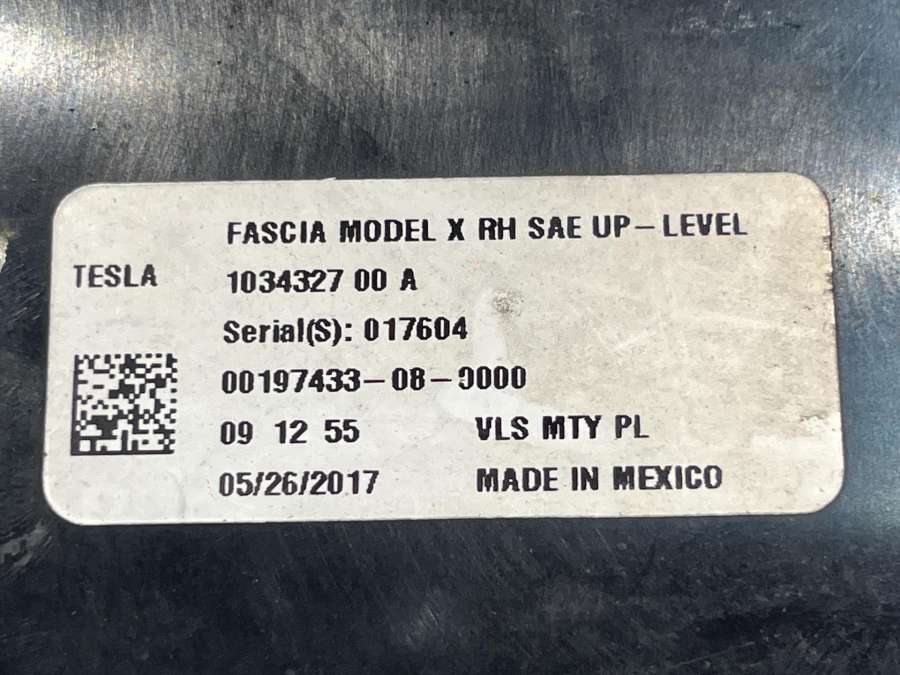 FASCIA MODEL X RH SAE UP-LEVEL
TESLA
1034327 00 A
Serial(S): 017604
00197433-08-0000
09 12 55 VLS MTY PL
05/26/2017 MADE IN MEXICO